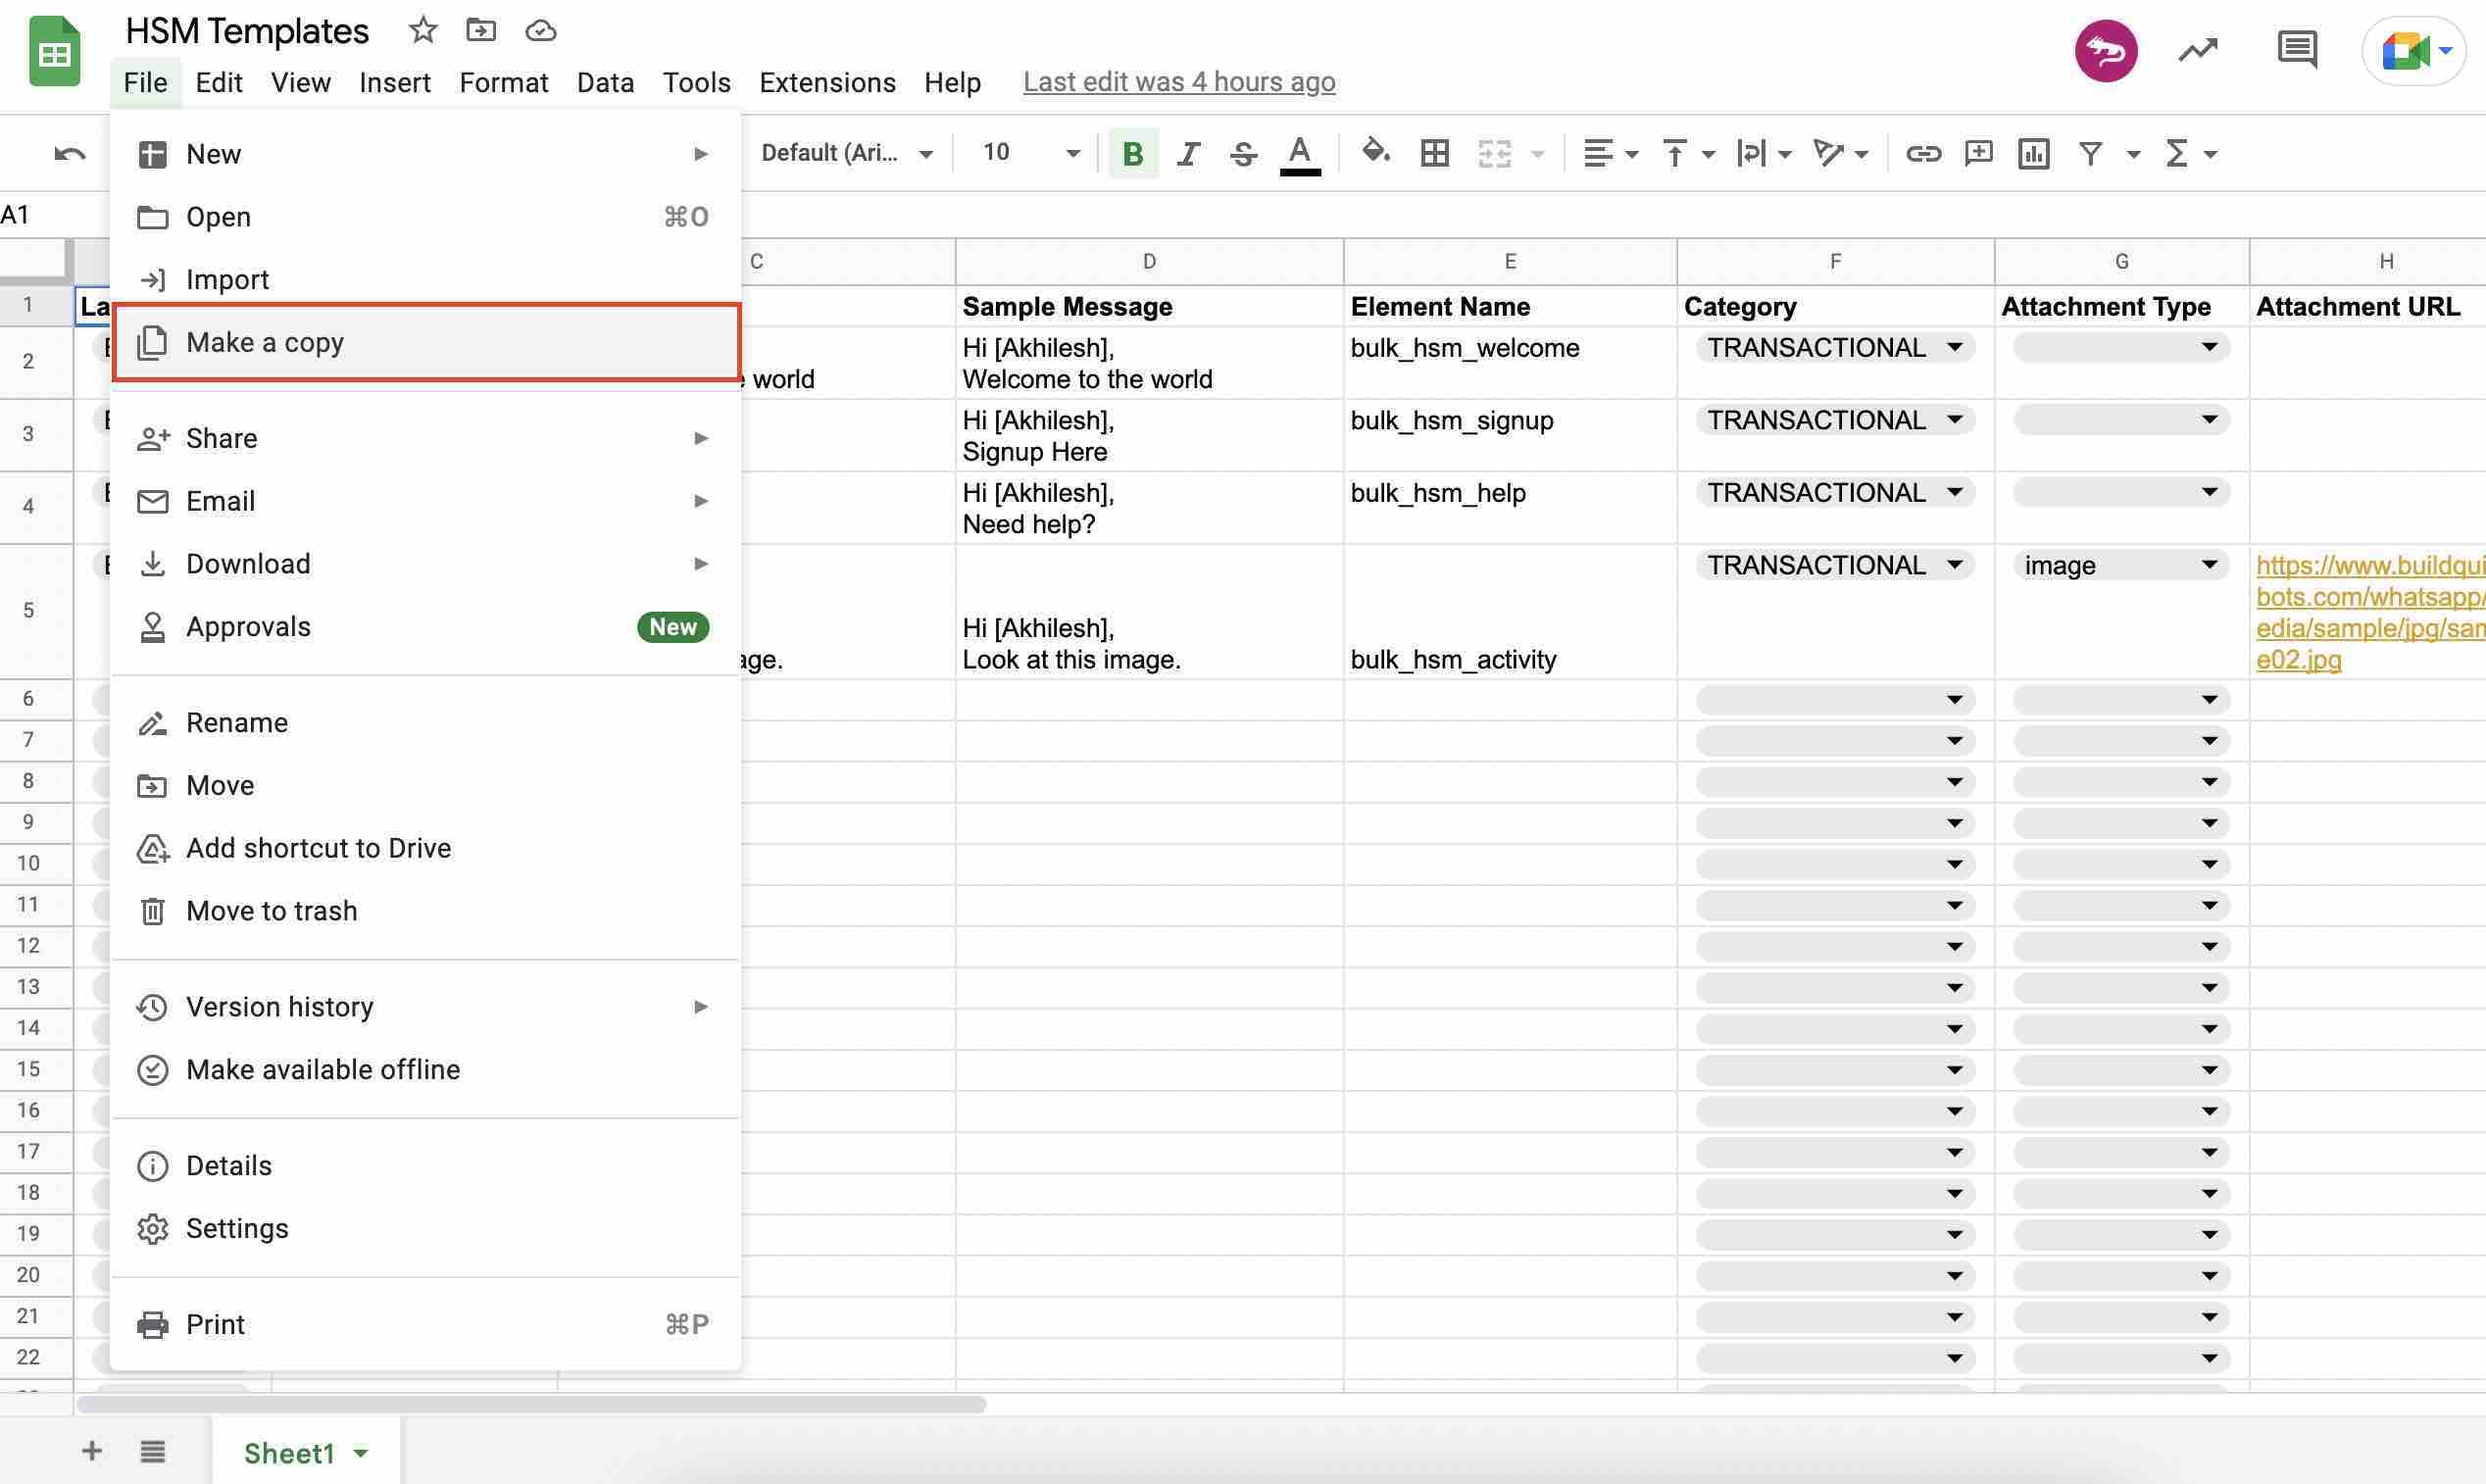 HSM Templates
File Edit View Insert Format Data Tools Extensions Help Last edit was 4 hours ago
Default (Ari... 10 B I S A
A1
New
Open ⌘O
Import
Make a copy
Share
Email
Download
Approvals New
Rename
Move
Add shortcut to Drive
Move to trash
Version history
Make available offline
Details
Settings
Print ⌘P
C D E F G H
1 La Sample Message Element Name Category Attachment Type Attachment URL
2 world Hi [Akhilesh], bulk_hsm_welcome TRANSACTIONAL
Welcome to the world
3 Hi [Akhilesh], bulk_hsm_signup TRANSACTIONAL
Signup Here
4 Hi [Akhilesh], bulk_hsm_help TRANSACTIONAL
Need help?
5 TRANSACTIONAL image https://www.buildqui
bots.com/whatsapp/
Hi [Akhilesh], edia/sample/jpg/sam
age. Look at this image. bulk_hsm_activity e02.jpg
6
7
8
9
10
11
12
13
14
15
16
17
18
19
20
21
22
Sheet1